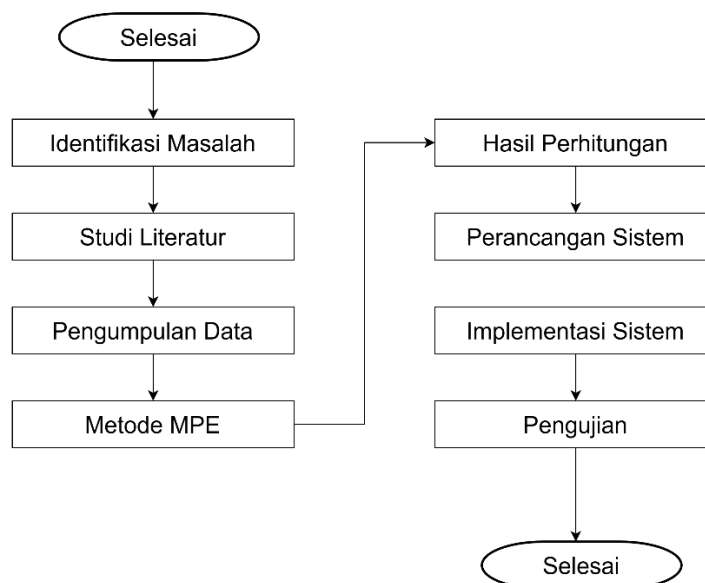 Selesai
Identifikasi Masalah
Studi Literatur
Pengumpulan Data
Metode MPE
Hasil Perhitungan
Perancangan Sistem
Implementasi Sistem
Pengujian
Selesai